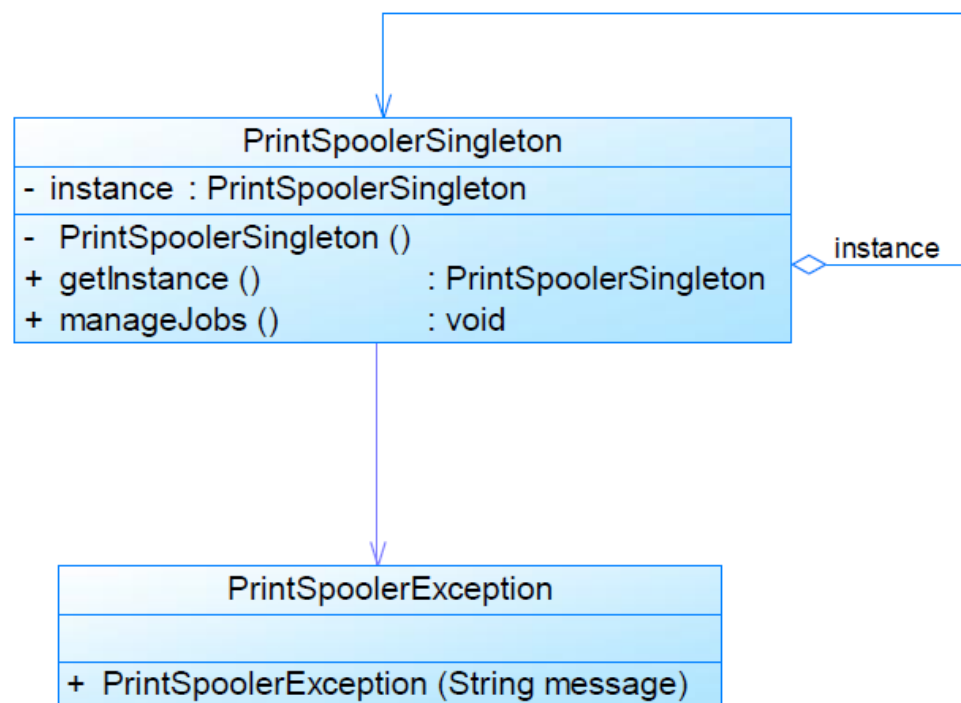 PrintSpoolerSingleton
- instance : PrintSpoolerSingleton
- PrintSpoolerSingleton ()
+ getInstance () : PrintSpoolerSingleton
+ manageJobs () : void
instance
PrintSpoolerException
+ PrintSpoolerException (String message)